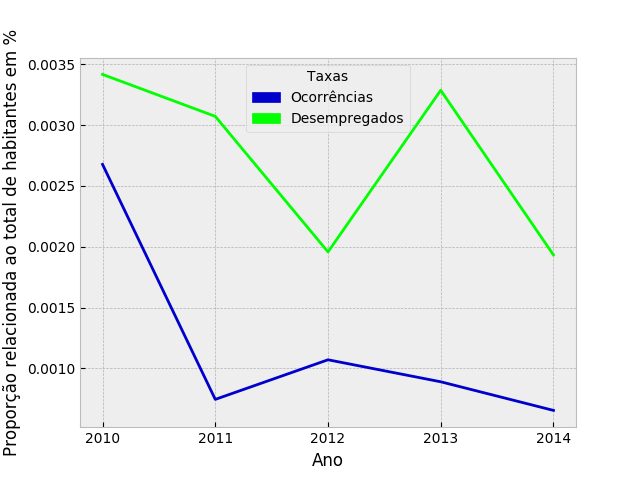 Proporção relacionada ao total de habitantes em %
0.0035
0.0030
0.0025
0.0020
0.0015
0.0010
Taxas
Ocorrências
Desempregados
2010 2011 2012 2013 2014
Ano